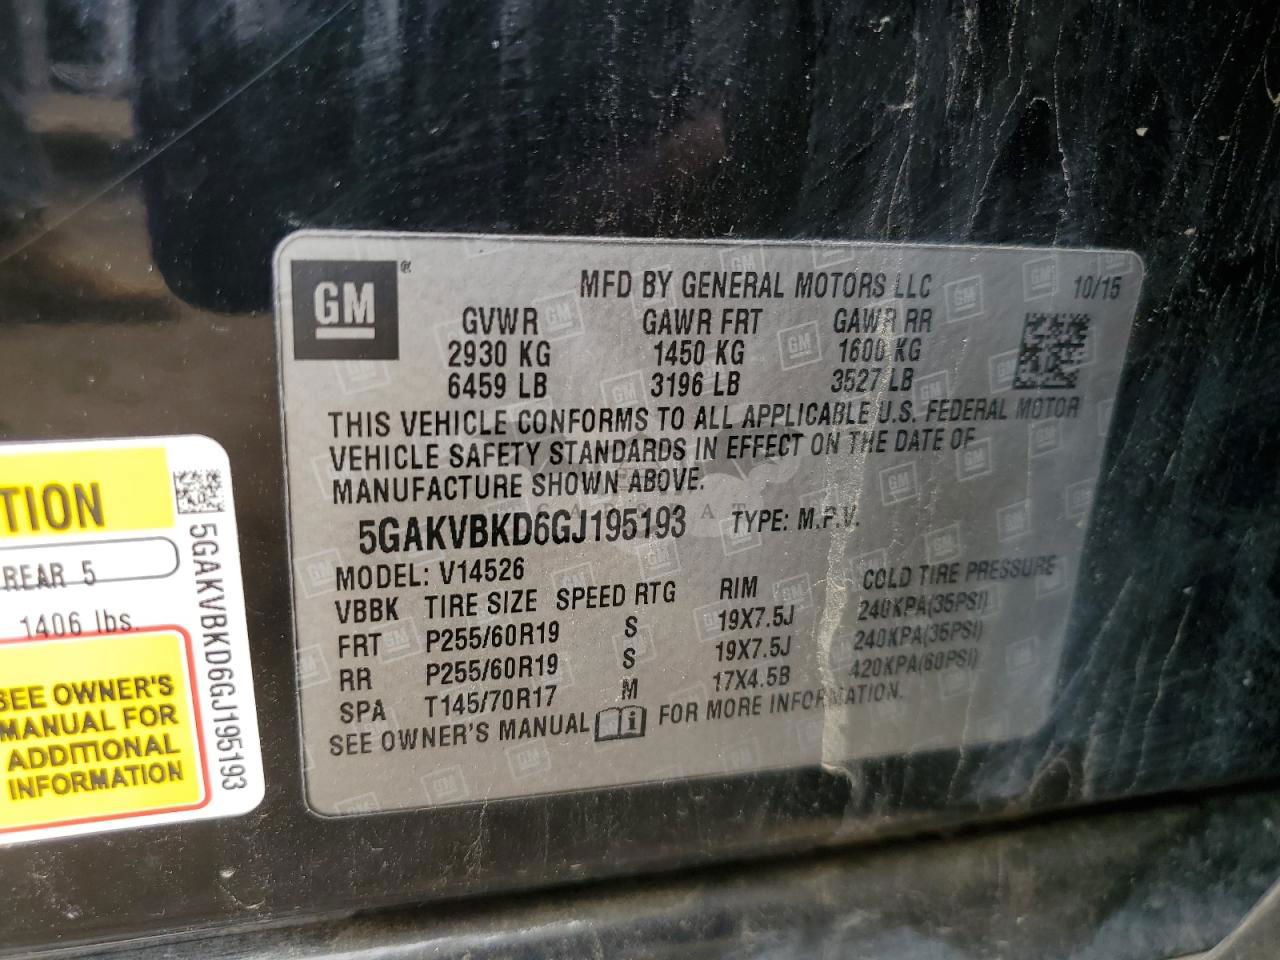 GM®
MFD BY GENERAL MOTORS LLC 10/15
GVWR GAWR FRT GAWR RR
2930 KG 1450 KG 1600 KG
6459 LB 3196 LB 3527 LB
THIS VEHICLE CONFORMS TO ALL APPLICABLE U.S. FEDERAL MOTOR
VEHICLE SAFETY STANDARDS IN EFFECT ON THE DATE OF
MANUFACTURE SHOWN ABOVE.
5GAKVBKD6GJ195193 TYPE: M.P.V.
MODEL: V14526
VBBK TIRE SIZE SPEED RTG RIM COLD TIRE PRESSURE
FRT P255/60R19 S 19X7.5J 240KPA(35PSI)
RR P255/60R19 S 19X7.5J 240KPA(35PSI)
SPA T145/70R17 M 17X4.5B 420KPA(60PSI)
SEE OWNER'S MANUAL FOR MORE INFORMATION.
TION
REAR 5
1406 lbs.
SEE OWNER'S
MANUAL FOR
ADDITIONAL
INFORMATION
5GAKVBKD6GJ195193